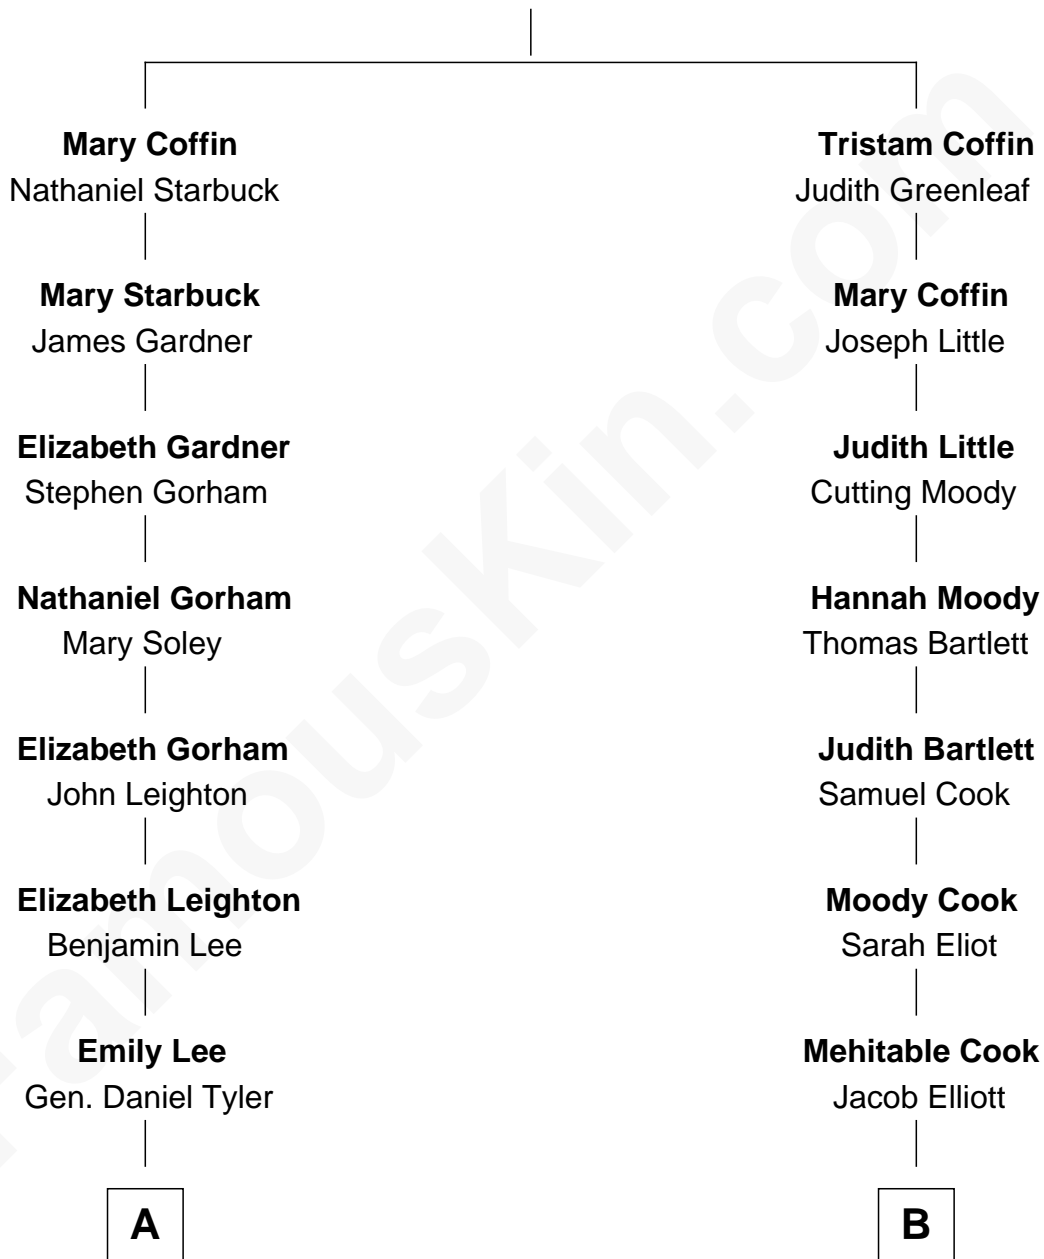 Mary Coffin
Nathaniel Starbuck
Mary Starbuck
James Gardner
Elizabeth Gardner
Stephen Gorham
Nathaniel Gorham
Mary Soley
Elizabeth Gorham
John Leighton
Elizabeth Leighton
Benjamin Lee
Emily Lee
Gen. Daniel Tyler
A
Tristam Coffin
Judith Greenleaf
Mary Coffin
Joseph Little
Judith Little
Cutting Moody
Hannah Moody
Thomas Bartlett
Judith Bartlett
Samuel Cook
Moody Cook
Sarah Eliot
Mehitable Cook
Jacob Elliott
B
FamousKin.com